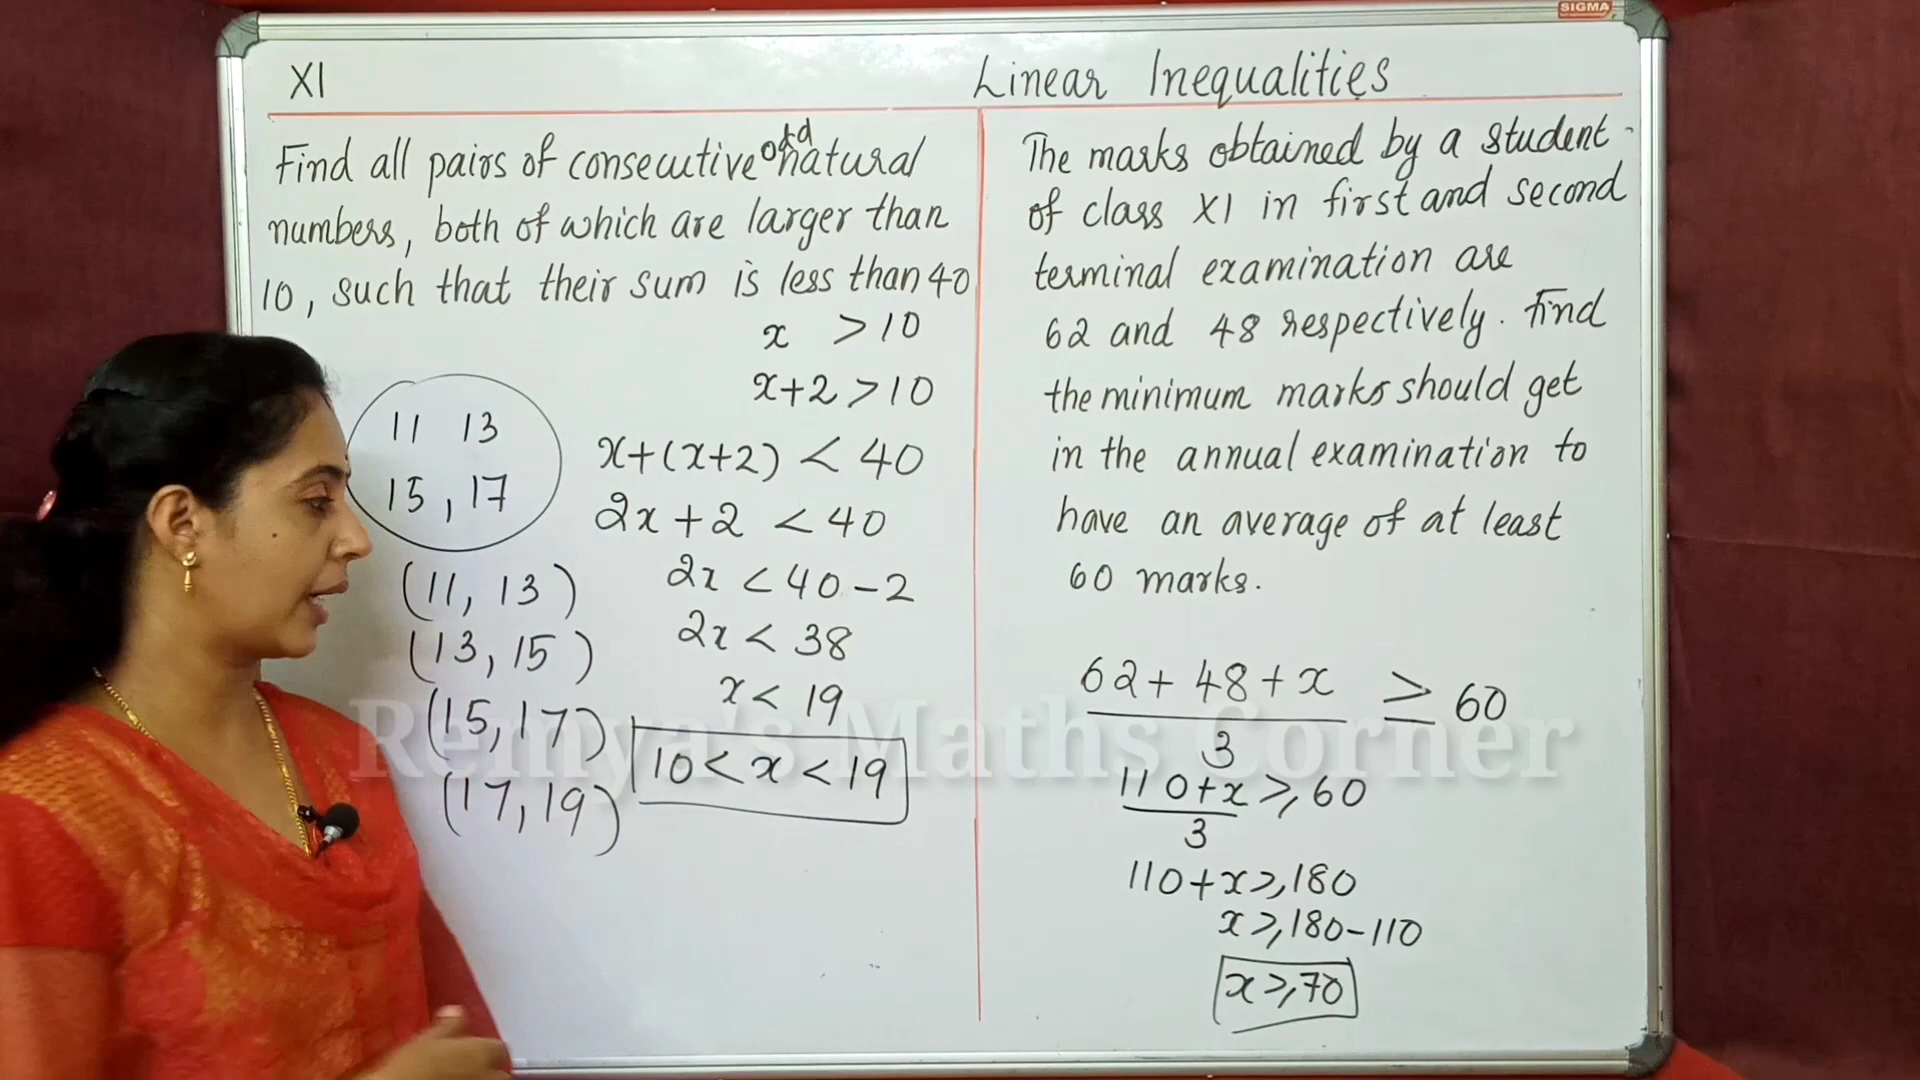 SIGMA
XI
Linear Inequalities
Find all pairs of consecutive odd natural
numbers, both of which are larger than
10, such that their sum is less than 40
x > 10
x+2 > 10
11 13
15, 17
x+(x+2) < 40
2x + 2 < 40
2x < 40 - 2
2x < 38
x < 19
10 < x < 19
(11, 13)
(13, 15)
(15, 17)
(17, 19)
The marks obtained by a student
of class XI in first and second
terminal examination are
62 and 48 respectively. Find
the minimum marks should get
in the annual examination to
have an average of at least
60 marks.
62 + 48 + x ≥ 60
3
110+x ≥ 60
3
110+x ≥ 180
x ≥ 180-110
x ≥ 70
Remya's Maths Corner